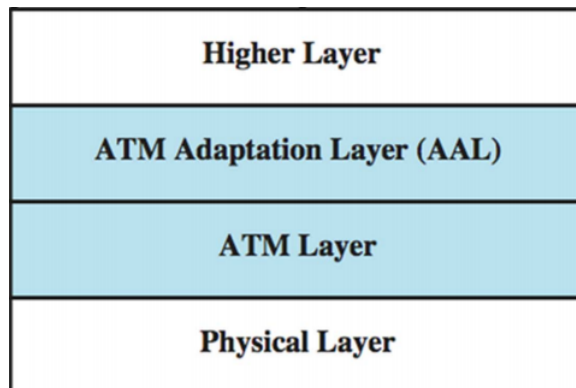 Higher Layer
ATM Adaptation Layer (AAL)
ATM Layer
Physical Layer